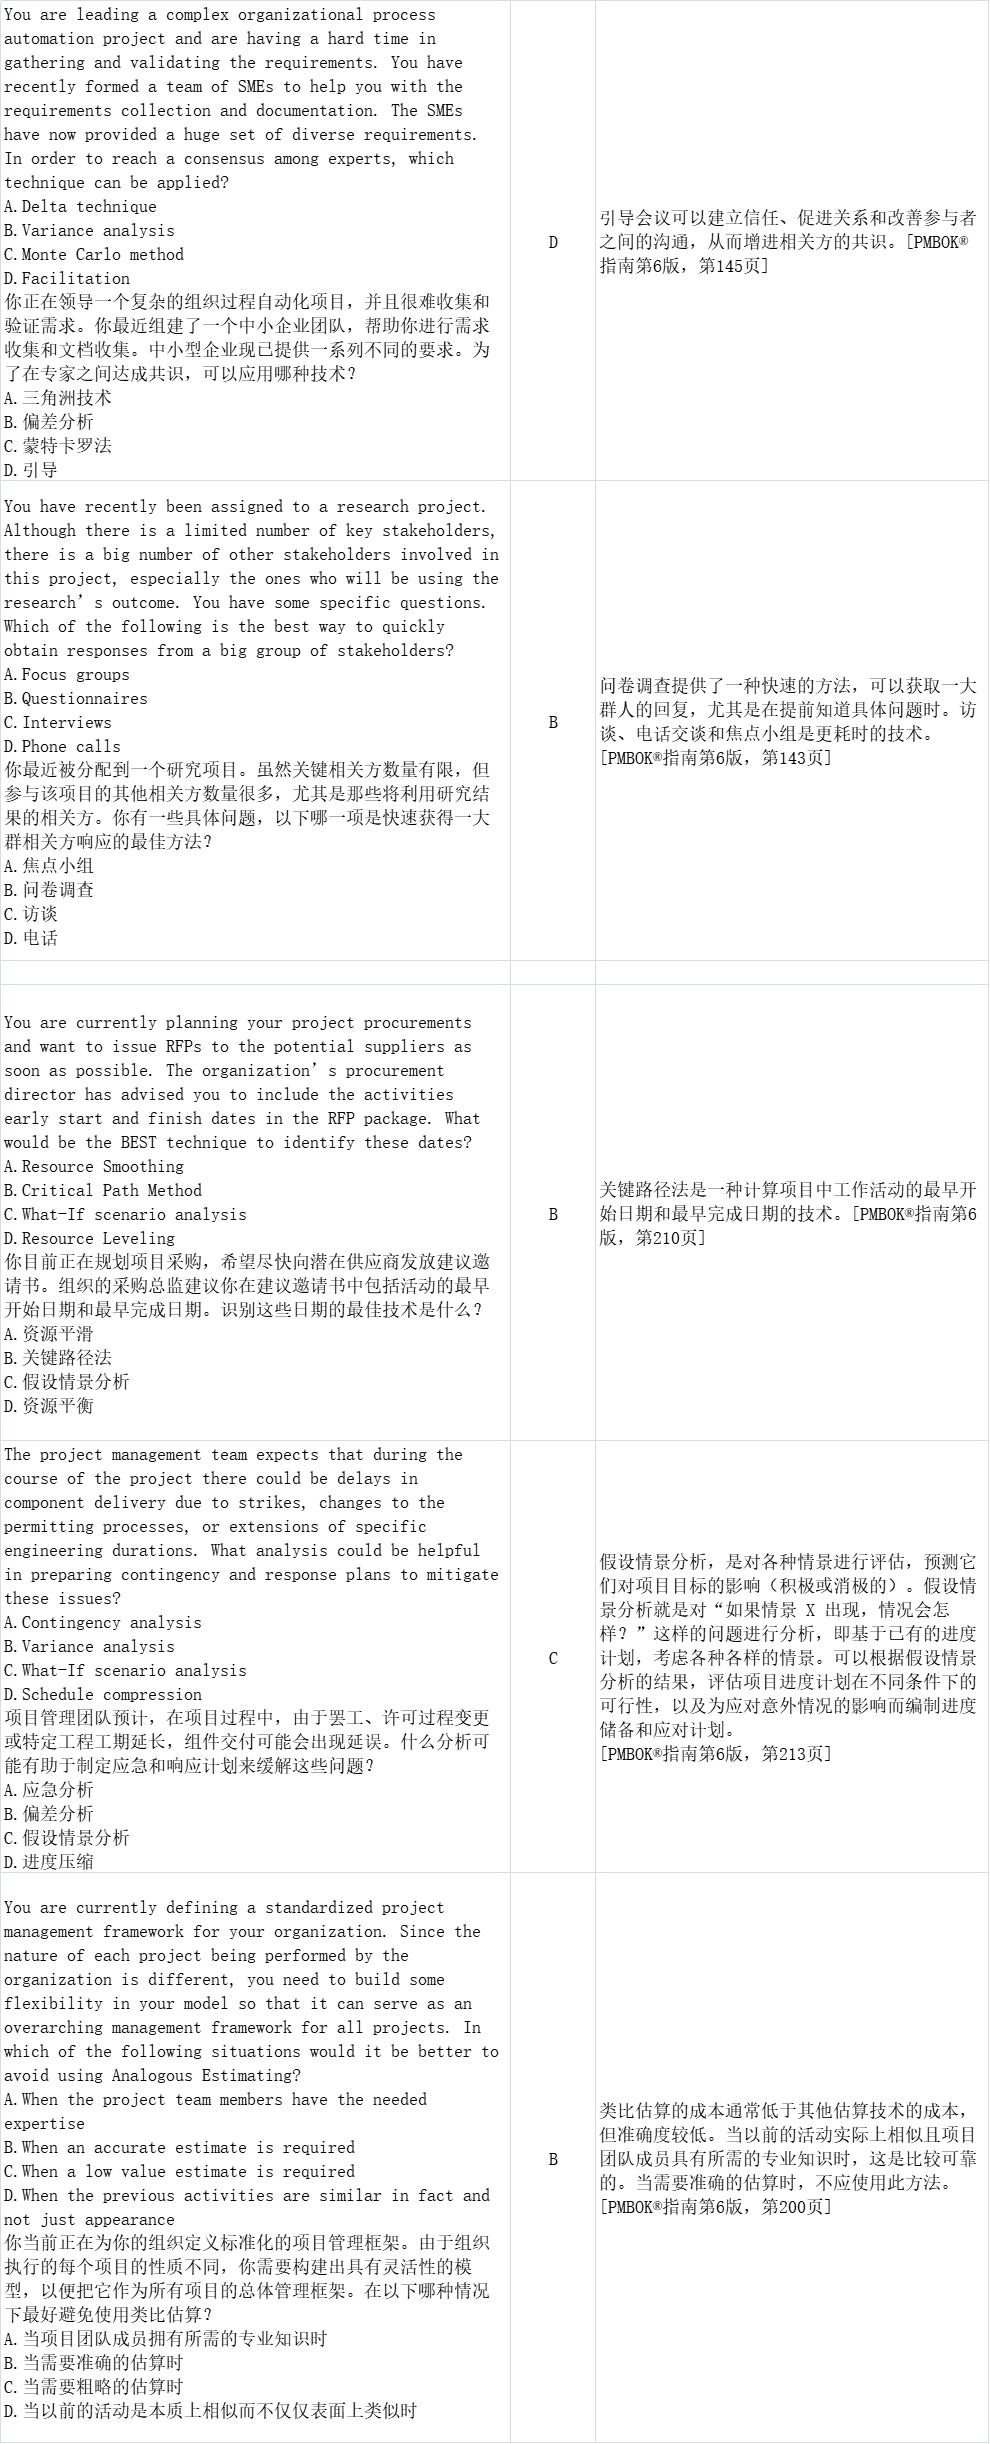 You are leading a complex organizational process
automation project and are having a hard time in
gathering and validating the requirements. You have
recently formed a team of SMEs to help you with the
requirements collection and documentation. The SMEs
have now provided a huge set of diverse requirements.
In order to reach a consensus among experts, which
technique can be applied?
A.Delta technique
B.Variance analysis
C.Monte Carlo method
D.Facilitation
你正在领导一个复杂的组织过程自动化项目，并且很难收集和
验证需求。你最近组建了一个中小企业团队，帮助你进行需求
收集和文档收集。中小型企业现已提供一系列不同的要求。为
了在专家之间达成共识，可以应用哪种技术？
A.三角洲技术
B.偏差分析
C.蒙特卡罗法
D.引导
D
引导会议可以建立信任、促进关系和改善参与者
之间的沟通，从而增进相关方的共识。[PMBOK®
指南第6版，第145页]
You have recently been assigned to a research project.
Although there is a limited number of key stakeholders,
there is a big number of other stakeholders involved in
this project, especially the ones who will be using the
research’s outcome. You have some specific questions.
Which of the following is the best way to quickly
obtain responses from a big group of stakeholders?
A.Focus groups
B.Questionnaires
C.Interviews
D.Phone calls
你最近被分配到一个研究项目。虽然关键相关方数量有限，但
参与该项目的其他相关方数量很多，尤其是那些将利用研究结
果的相关方。你有一些具体问题，以下哪一项是快速获得一大
群相关方响应的最佳方法？
A.焦点小组
B.问卷调查
C.访谈
D.电话
B
问卷调查提供了一种快速的方法，可以获取一大
群人的回复，尤其是在提前知道具体问题时。访
谈、电话交谈和焦点小组是更耗时的技术。
[PMBOK®指南第6版，第143页]
You are currently planning your project procurements
and want to issue RFPs to the potential suppliers as
soon as possible. The organization’s procurement
director has advised you to include the activities
early start and finish dates in the RFP package. What
would be the BEST technique to identify these dates?
A.Resource Smoothing
B.Critical Path Method
C.What-If scenario analysis
D.Resource Leveling
你目前正在规划项目采购，希望尽快向潜在供应商发放建议邀
请书。组织的采购总监建议你在建议邀请书中包括活动的最早
开始日期和最早完成日期。识别这些日期的最佳技术是什么？
A.资源平滑
B.关键路径法
C.假设情景分析
D.资源平衡
B
关键路径法是一种计算项目中工作活动的最早开
始日期和最早完成日期的技术。[PMBOK®指南第6
版，第210页]
The project management team expects that during the
course of the project there could be delays in
component delivery due to strikes, changes to the
permitting processes, or extensions of specific
engineering durations. What analysis could be helpful
in preparing contingency and response plans to mitigate
these issues?
A.Contingency analysis
B.Variance analysis
C.What-If scenario analysis
D.Schedule compression
项目管理团队预计，在项目过程中，由于罢工、许可过程变更
或特定工程工期延长，组件交付可能会出现延误。什么分析可
能有助于制定应急和响应计划来缓解这些问题？
A.应急分析
B.偏差分析
C.假设情景分析
D.进度压缩
C
假设情景分析，是对各种情景进行评估，预测它
们对项目目标的影响（积极或消极的）。假设情
景分析就是对“如果情景 X 出现，情况会怎
样？”这样的问题进行分析，即基于已有的进度
计划，考虑各种各样的情景。可以根据假设情景
分析的结果，评估项目进度计划在不同条件下的
可行性，以及为应对意外情况的影响而编制进度
储备和应对计划。
[PMBOK®指南第6版，第213页]
You are currently defining a standardized project
management framework for your organization. Since the
nature of each project being performed by the
organization is different, you need to build some
flexibility in your model so that it can serve as an
overarching management framework for all projects. In
which of the following situations would it be better to
avoid using Analogous Estimating?
A.When the project team members have the needed
expertise
B.When an accurate estimate is required
C.When a low value estimate is required
D.When the previous activities are similar in fact and
not just appearance
你当前正在为你的组织定义标准化的项目管理框架。由于组织
执行的每个项目的性质不同，你需要构建出具有灵活性的模
型，以便把它作为所有项目的总体管理框架。在以下哪种情况
下最好避免使用类比估算？
A.当项目团队成员拥有所需的专业知识时
B.当需要准确的估算时
C.当需要粗略的估算时
D.当以前的活动是本质上相似而不仅仅表面上类似时
B
类比估算的成本通常低于其他估算技术的成本，
但准确度较低。当以前的活动实际上相似且项目
团队成员具有所需的专业知识时，这是比较可靠
的。当需要准确的估算时，不应使用此方法。
[PMBOK®指南第6版，第200页]